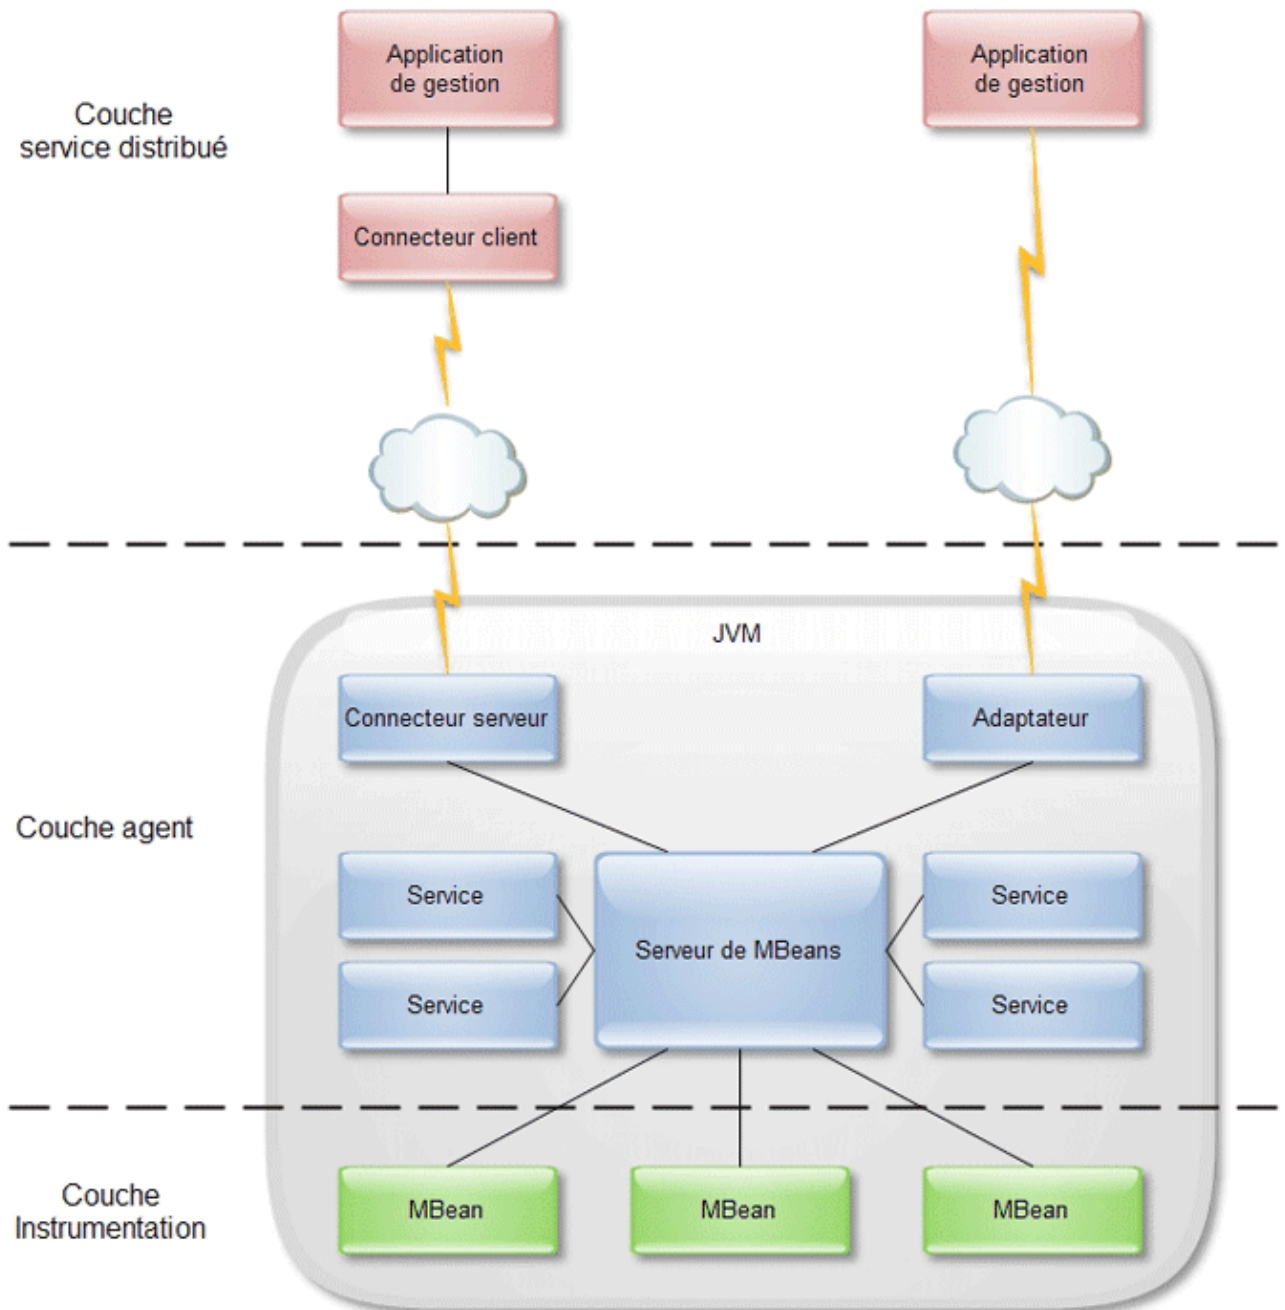 Application
de gestion
Application
de gestion
Couche
service distribué
Connecteur client
JVM
Connecteur serveur
Adaptateur
Couche agent
Service
Service
Serveur de MBeans
Service
Service
Couche
Instrumentation
MBean
MBean
MBean